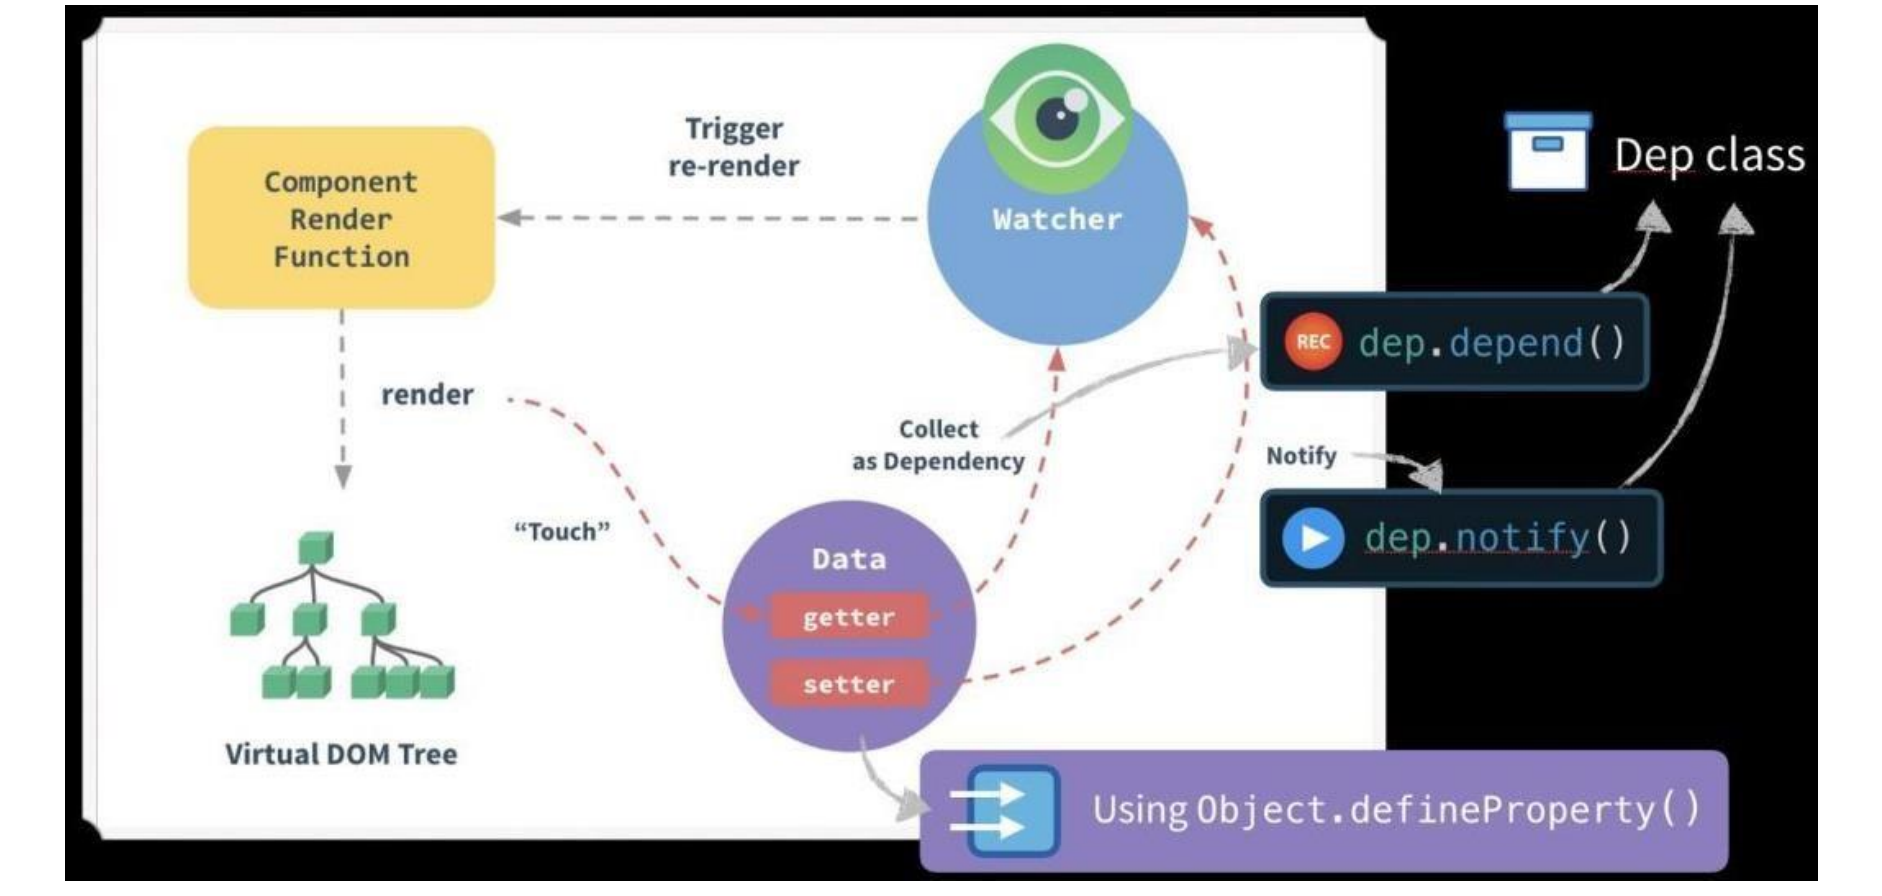 Trigger
re-render
Component
Render
Function
Watcher
Dep class
REC dep.depend()
render
Collect
as Dependency
Notify
"Touch"
dep.notify()
Data
getter
setter
Virtual DOM Tree
Using Object.defineProperty()